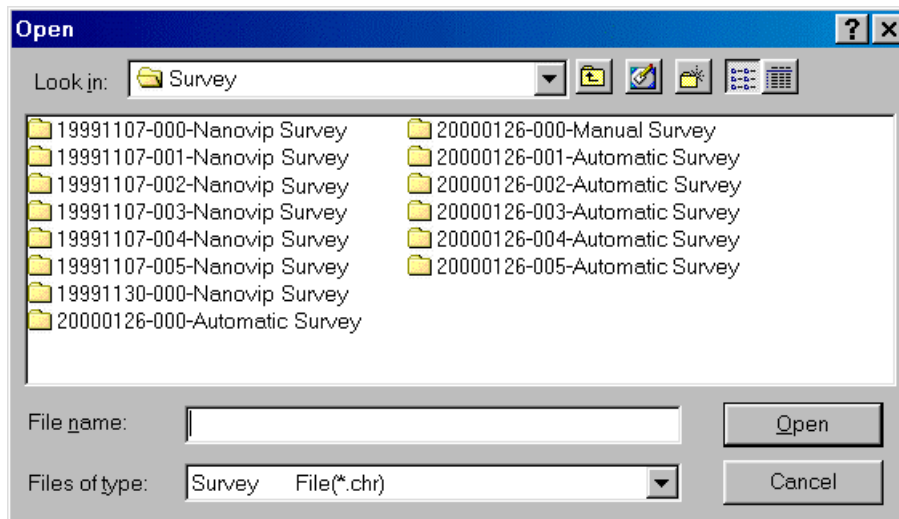 Open
Look in: Survey
19991107-000-Nanovip Survey
19991107-001-Nanovip Survey
19991107-002-Nanovip Survey
19991107-003-Nanovip Survey
19991107-004-Nanovip Survey
19991107-005-Nanovip Survey
19991130-000-Nanovip Survey
20000126-000-Automatic Survey
20000126-000-Manual Survey
20000126-001-Automatic Survey
20000126-002-Automatic Survey
20000126-003-Automatic Survey
20000126-004-Automatic Survey
20000126-005-Automatic Survey
File name:
Open
Files of type: Survey File(*.chr)
Cancel